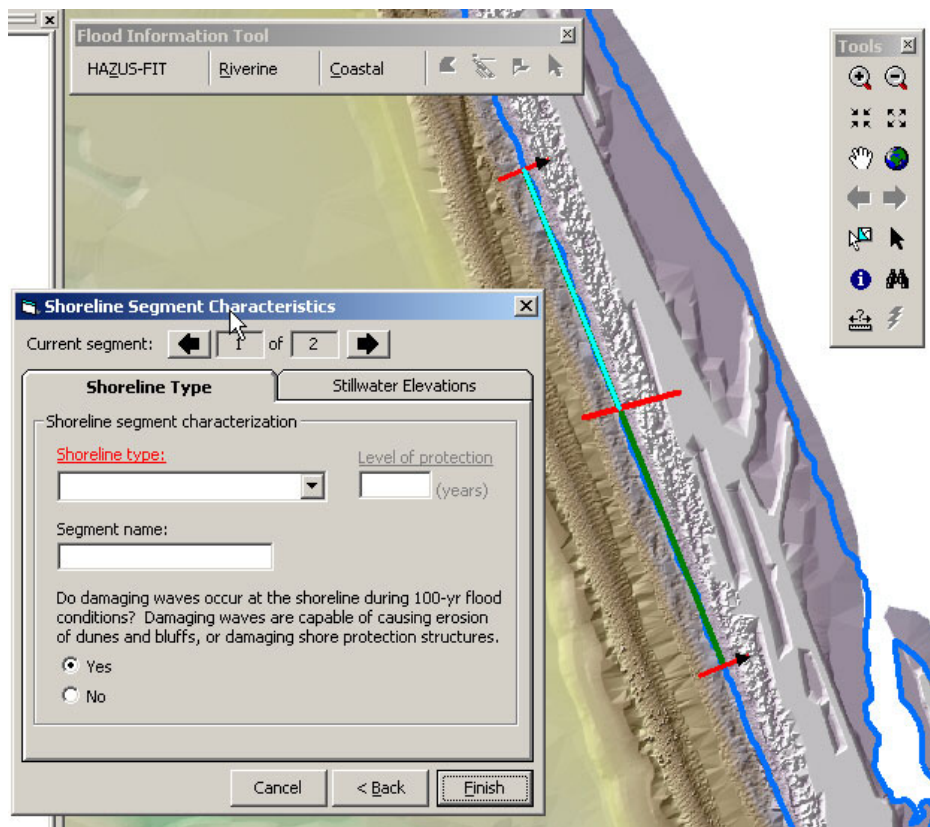 Flood Information Tool
HAZUS-FIT Riverine Coastal
Tools
Shoreline Segment Characteristics
Current segment: 1 of 2
Shoreline Type Stillwater Elevations
Shoreline segment characterization
Shoreline type: Level of protection
(years)
Segment name:
Do damaging waves occur at the shoreline during 100-yr flood
conditions? Damaging waves are capable of causing erosion
of dunes and bluffs, or damaging shore protection structures.
Yes
No
Cancel < Back Finish